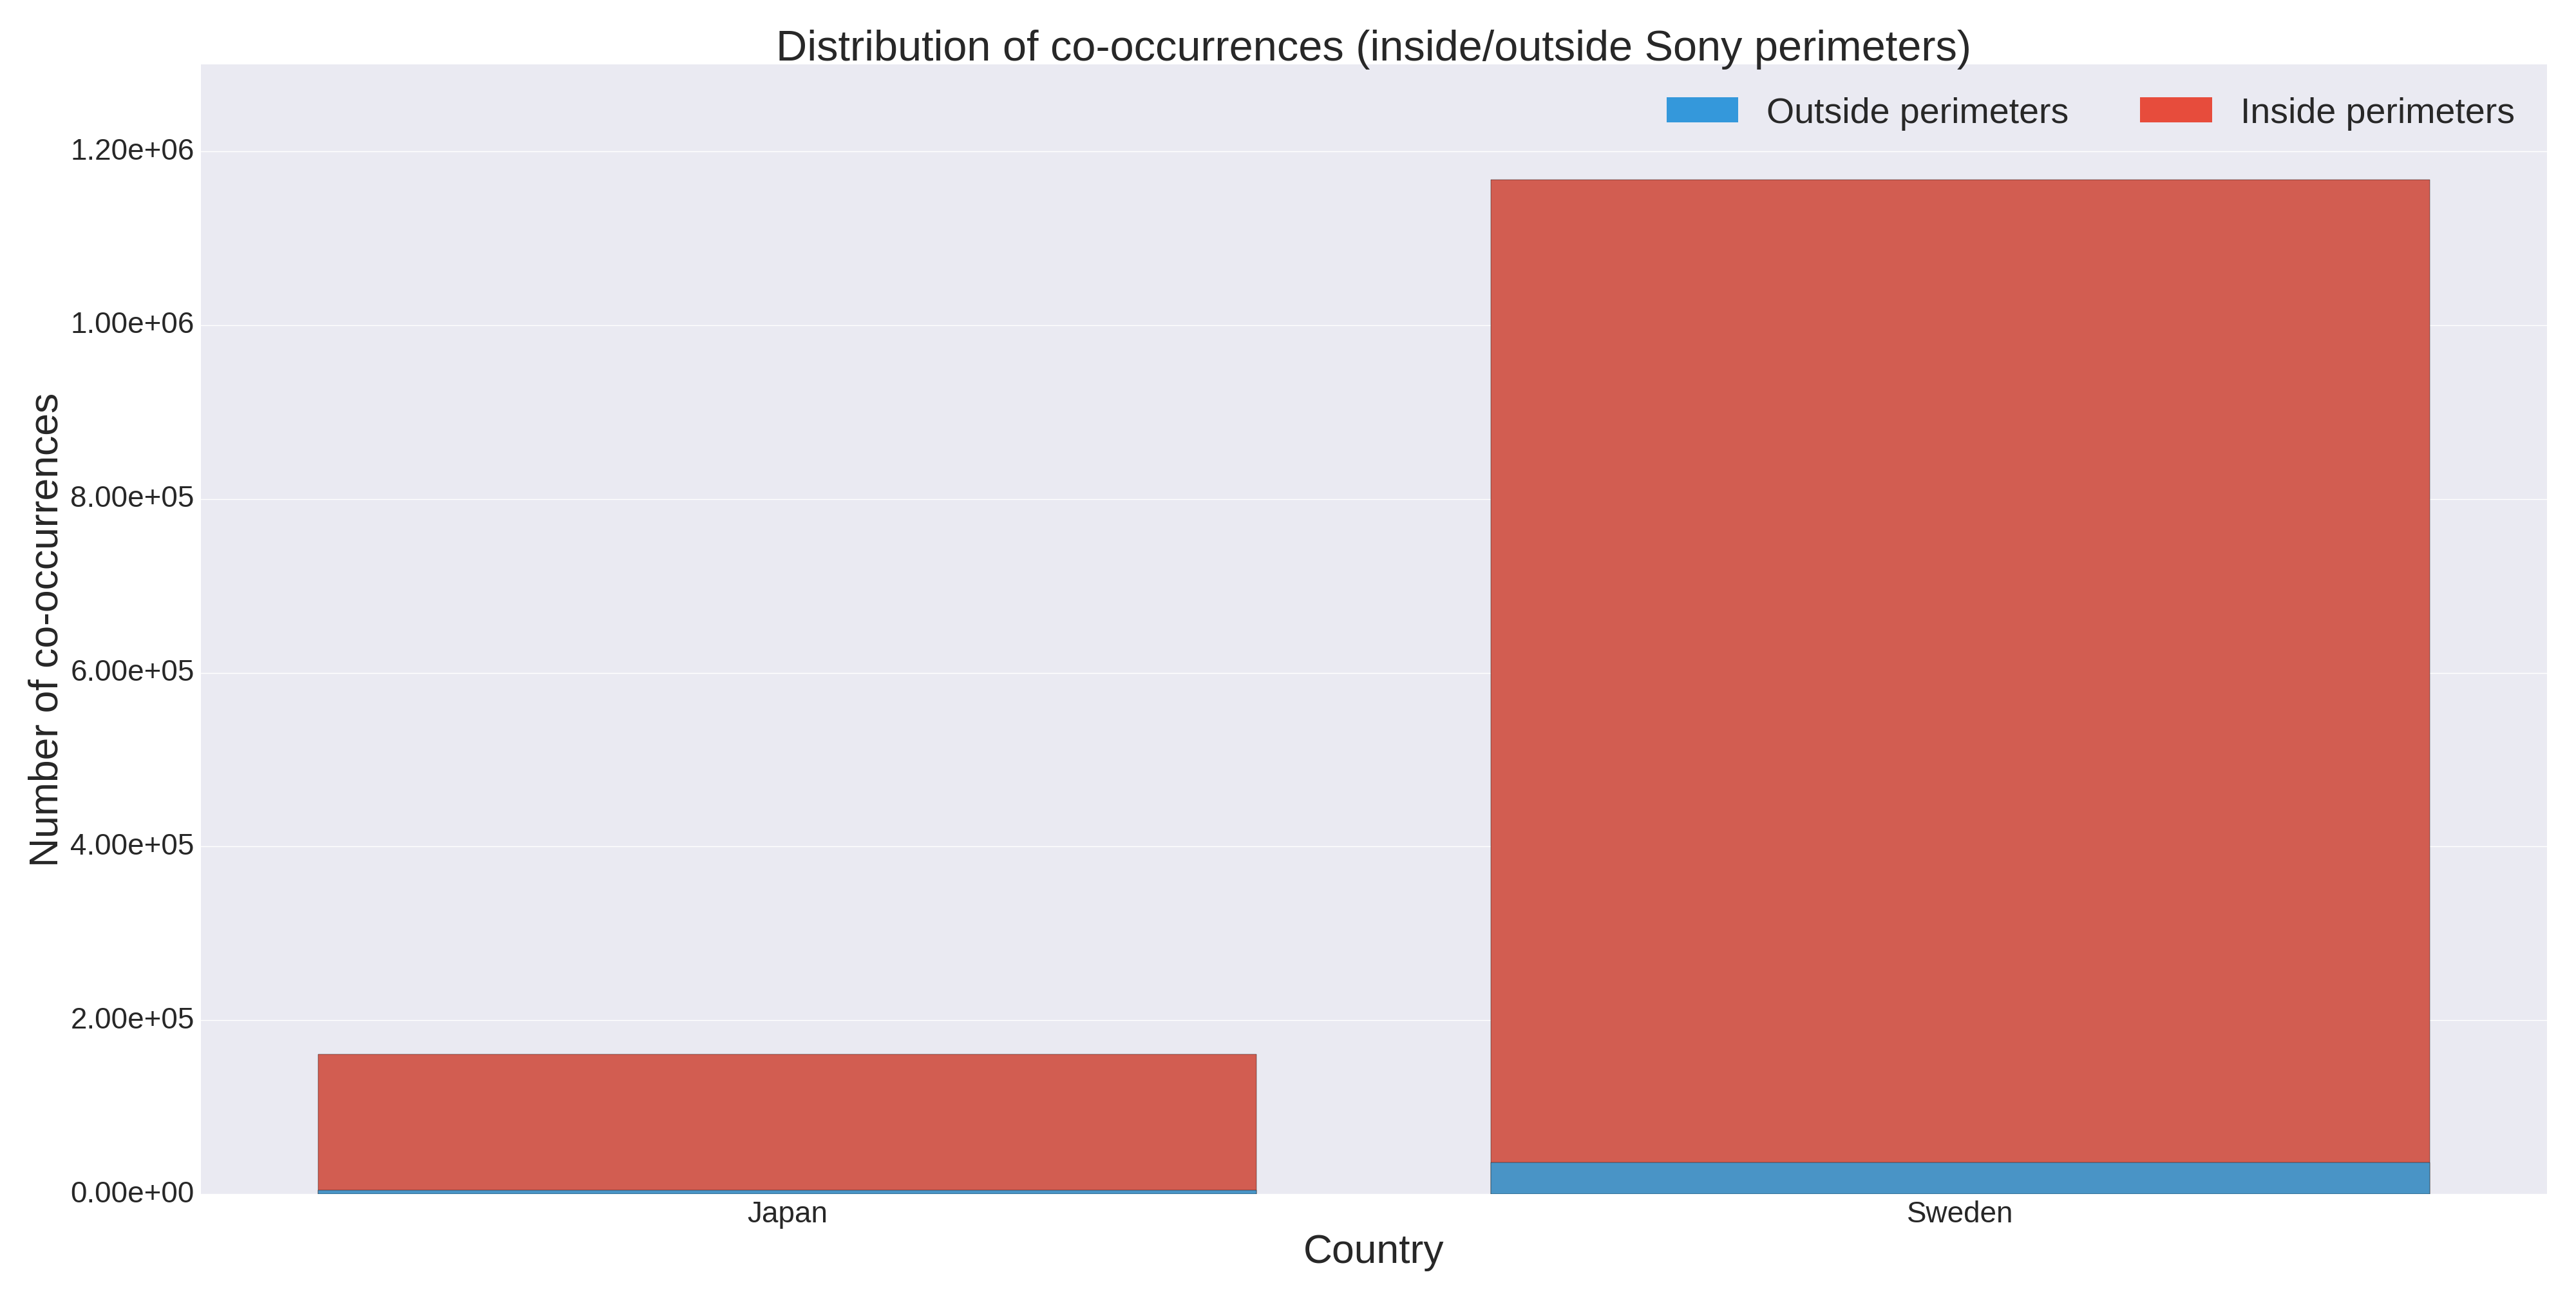 Distribution of co-occurrences (inside/outside Sony perimeters)
Outside perimeters
Inside perimeters
1.20e+06
1.00e+06
8.00e+05
6.00e+05
4.00e+05
2.00e+05
0.00e+00
Number of co-occurrences
Japan
Sweden
Country